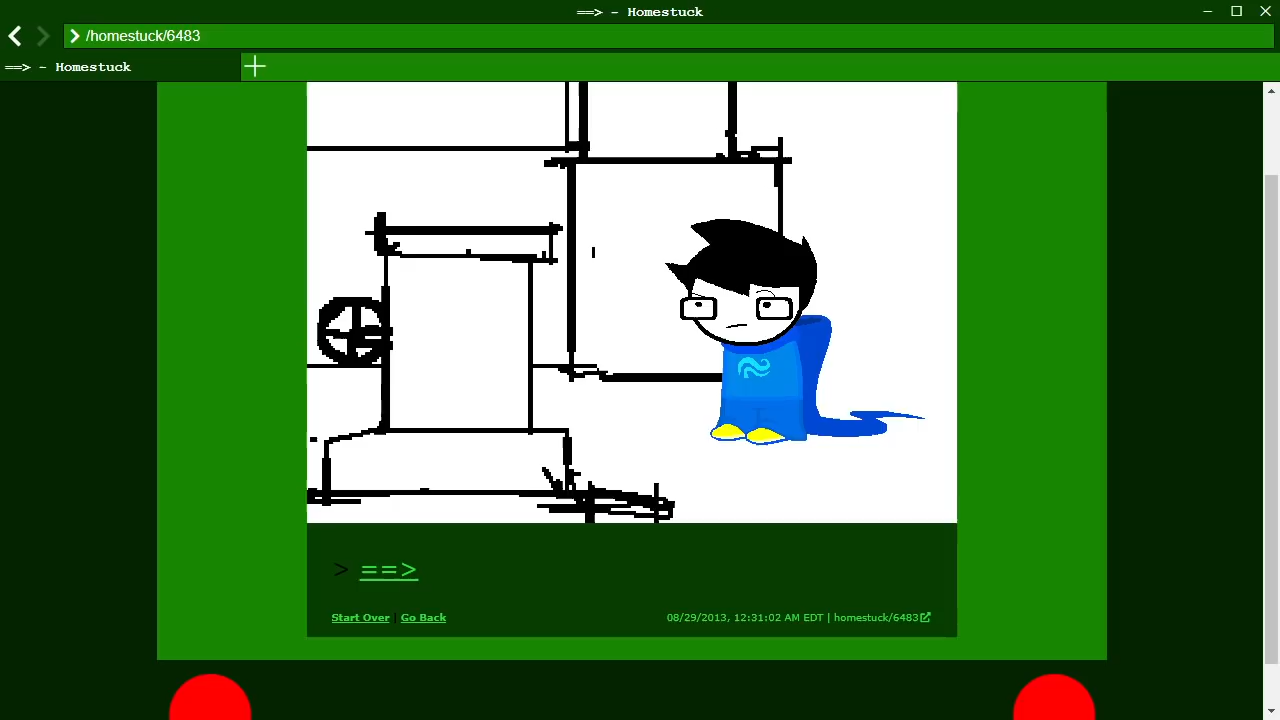 ==> - Homestuck
/homestuck/6483
==> - Homestuck
> ==>
Start Over | Go Back
08/29/2013, 12:31:02 AM EDT | homestuck/6483